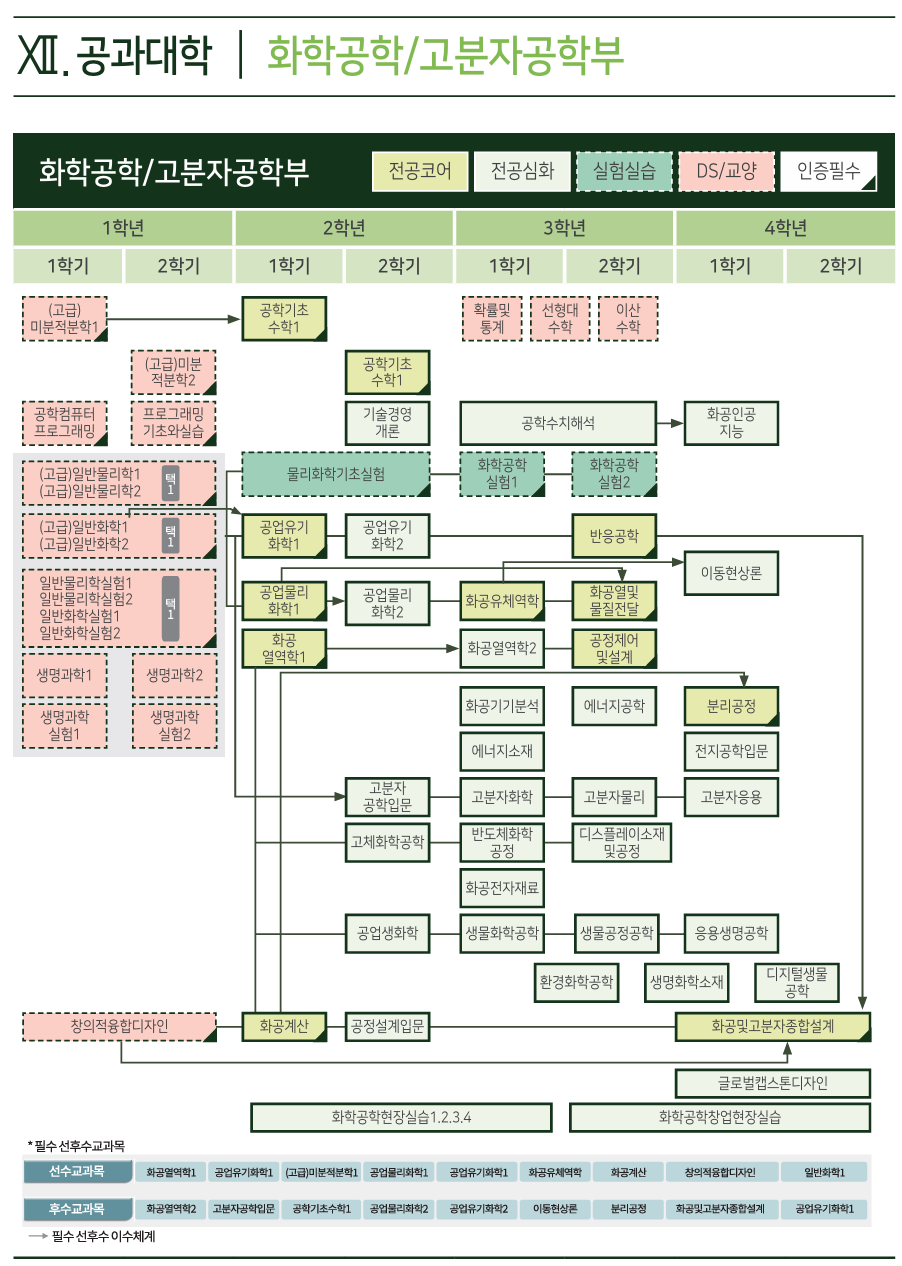 Ⅻ. 공과대학 | 화학공학/고분자공학부
화학공학/고분자공학부
전공코어
전공심화
실험실습
DS/교양
인증필수
1학년
2학년
3학년
4학년
1학기
2학기
1학기
2학기
1학기
2학기
1학기
2학기
(고급)
미분적분학1
공학기초
수학1
확률및
통계
선형대
수학
이산
수학
(고급)미분
적분학2
공학기초
수학1
공학컴퓨터
프로그래밍
프로그래밍
기초와실습
기술경영
개론
공학수치해석
화공인공
지능
(고급)일반물리학1
(고급)일반물리학2
택
1
물리화학기초실험
화학공학
실험1
화학공학
실험2
(고급)일반화학1
(고급)일반화학2
택
1
공업유기
화학1
공업유기
화학2
반응공학
이동현상론
일반물리학실험1
일반물리학실험2
일반화학실험1
일반화학실험2
택
1
공업물리
화학1
공업물리
화학2
화공유체역학
화공열및
물질전달
화공
열역학1
화공열역학2
공정제어
및설계
생명과학1
생명과학2
화공기기분석
에너지공학
분리공정
생명과학
실험1
생명과학
실험2
에너지소재
전지공학입문
고분자
공학입문
고분자화학
고분자물리
고분자응용
고체화학공학
반도체화학
공정
디스플레이소재
및공정
화공전자재료
공업생화학
생물화학공학
생물공정공학
응용생명공학
환경화학공학
생명화학소재
디지털생물
공학
창의적융합디자인
화공계산
공정설계입문
화공및고분자종합설계
글로벌캡스톤디자인
화학공학현장실습1.2.3.4
화학공학창업현장실습
* 필수 선후수교과목
선수교과목 화공열역학1 공업유기화학1 (고급)미분적분학1 공업물리화학1 공업유기화학1 화공유체역학 화공계산 창의적융합디자인 일반화학1
후수교과목 화공열역학2 고분자공학입문 공학기초수학1 공업물리화학2 공업유기화학2 이동현상론 분리공정 화공및고분자종합설계 공업유기화학1
→ 필수 선후수 이수체계